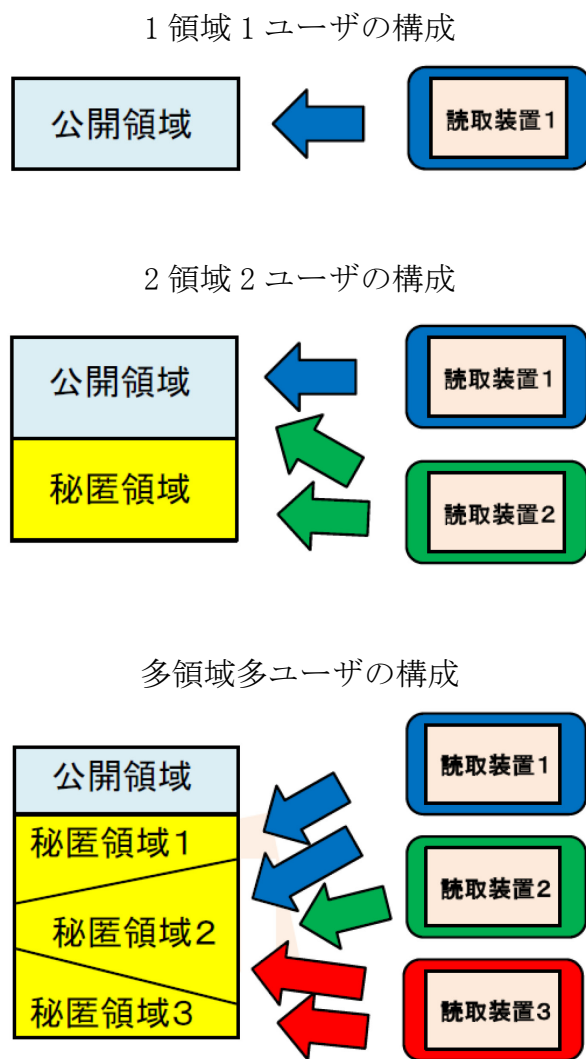 1領域1ユーザの構成
公開領域
読取装置1
2領域2ユーザの構成
公開領域
読取装置1
秘匿領域
読取装置2
多領域多ユーザの構成
公開領域
読取装置1
秘匿領域1
読取装置2
秘匿領域2
秘匿領域3
読取装置3